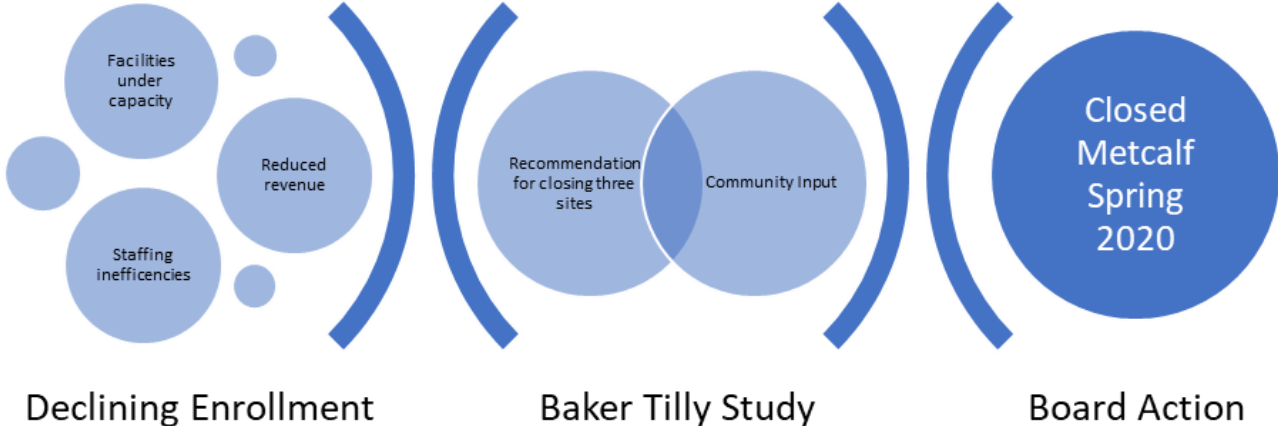 Facilities
under
capacity
Reduced
revenue
Staffing
inefficencies
Declining Enrollment
Recommendation
for closing three
sites
Community Input
Baker Tilly Study
Closed
Metcalf
Spring
2020
Board Action